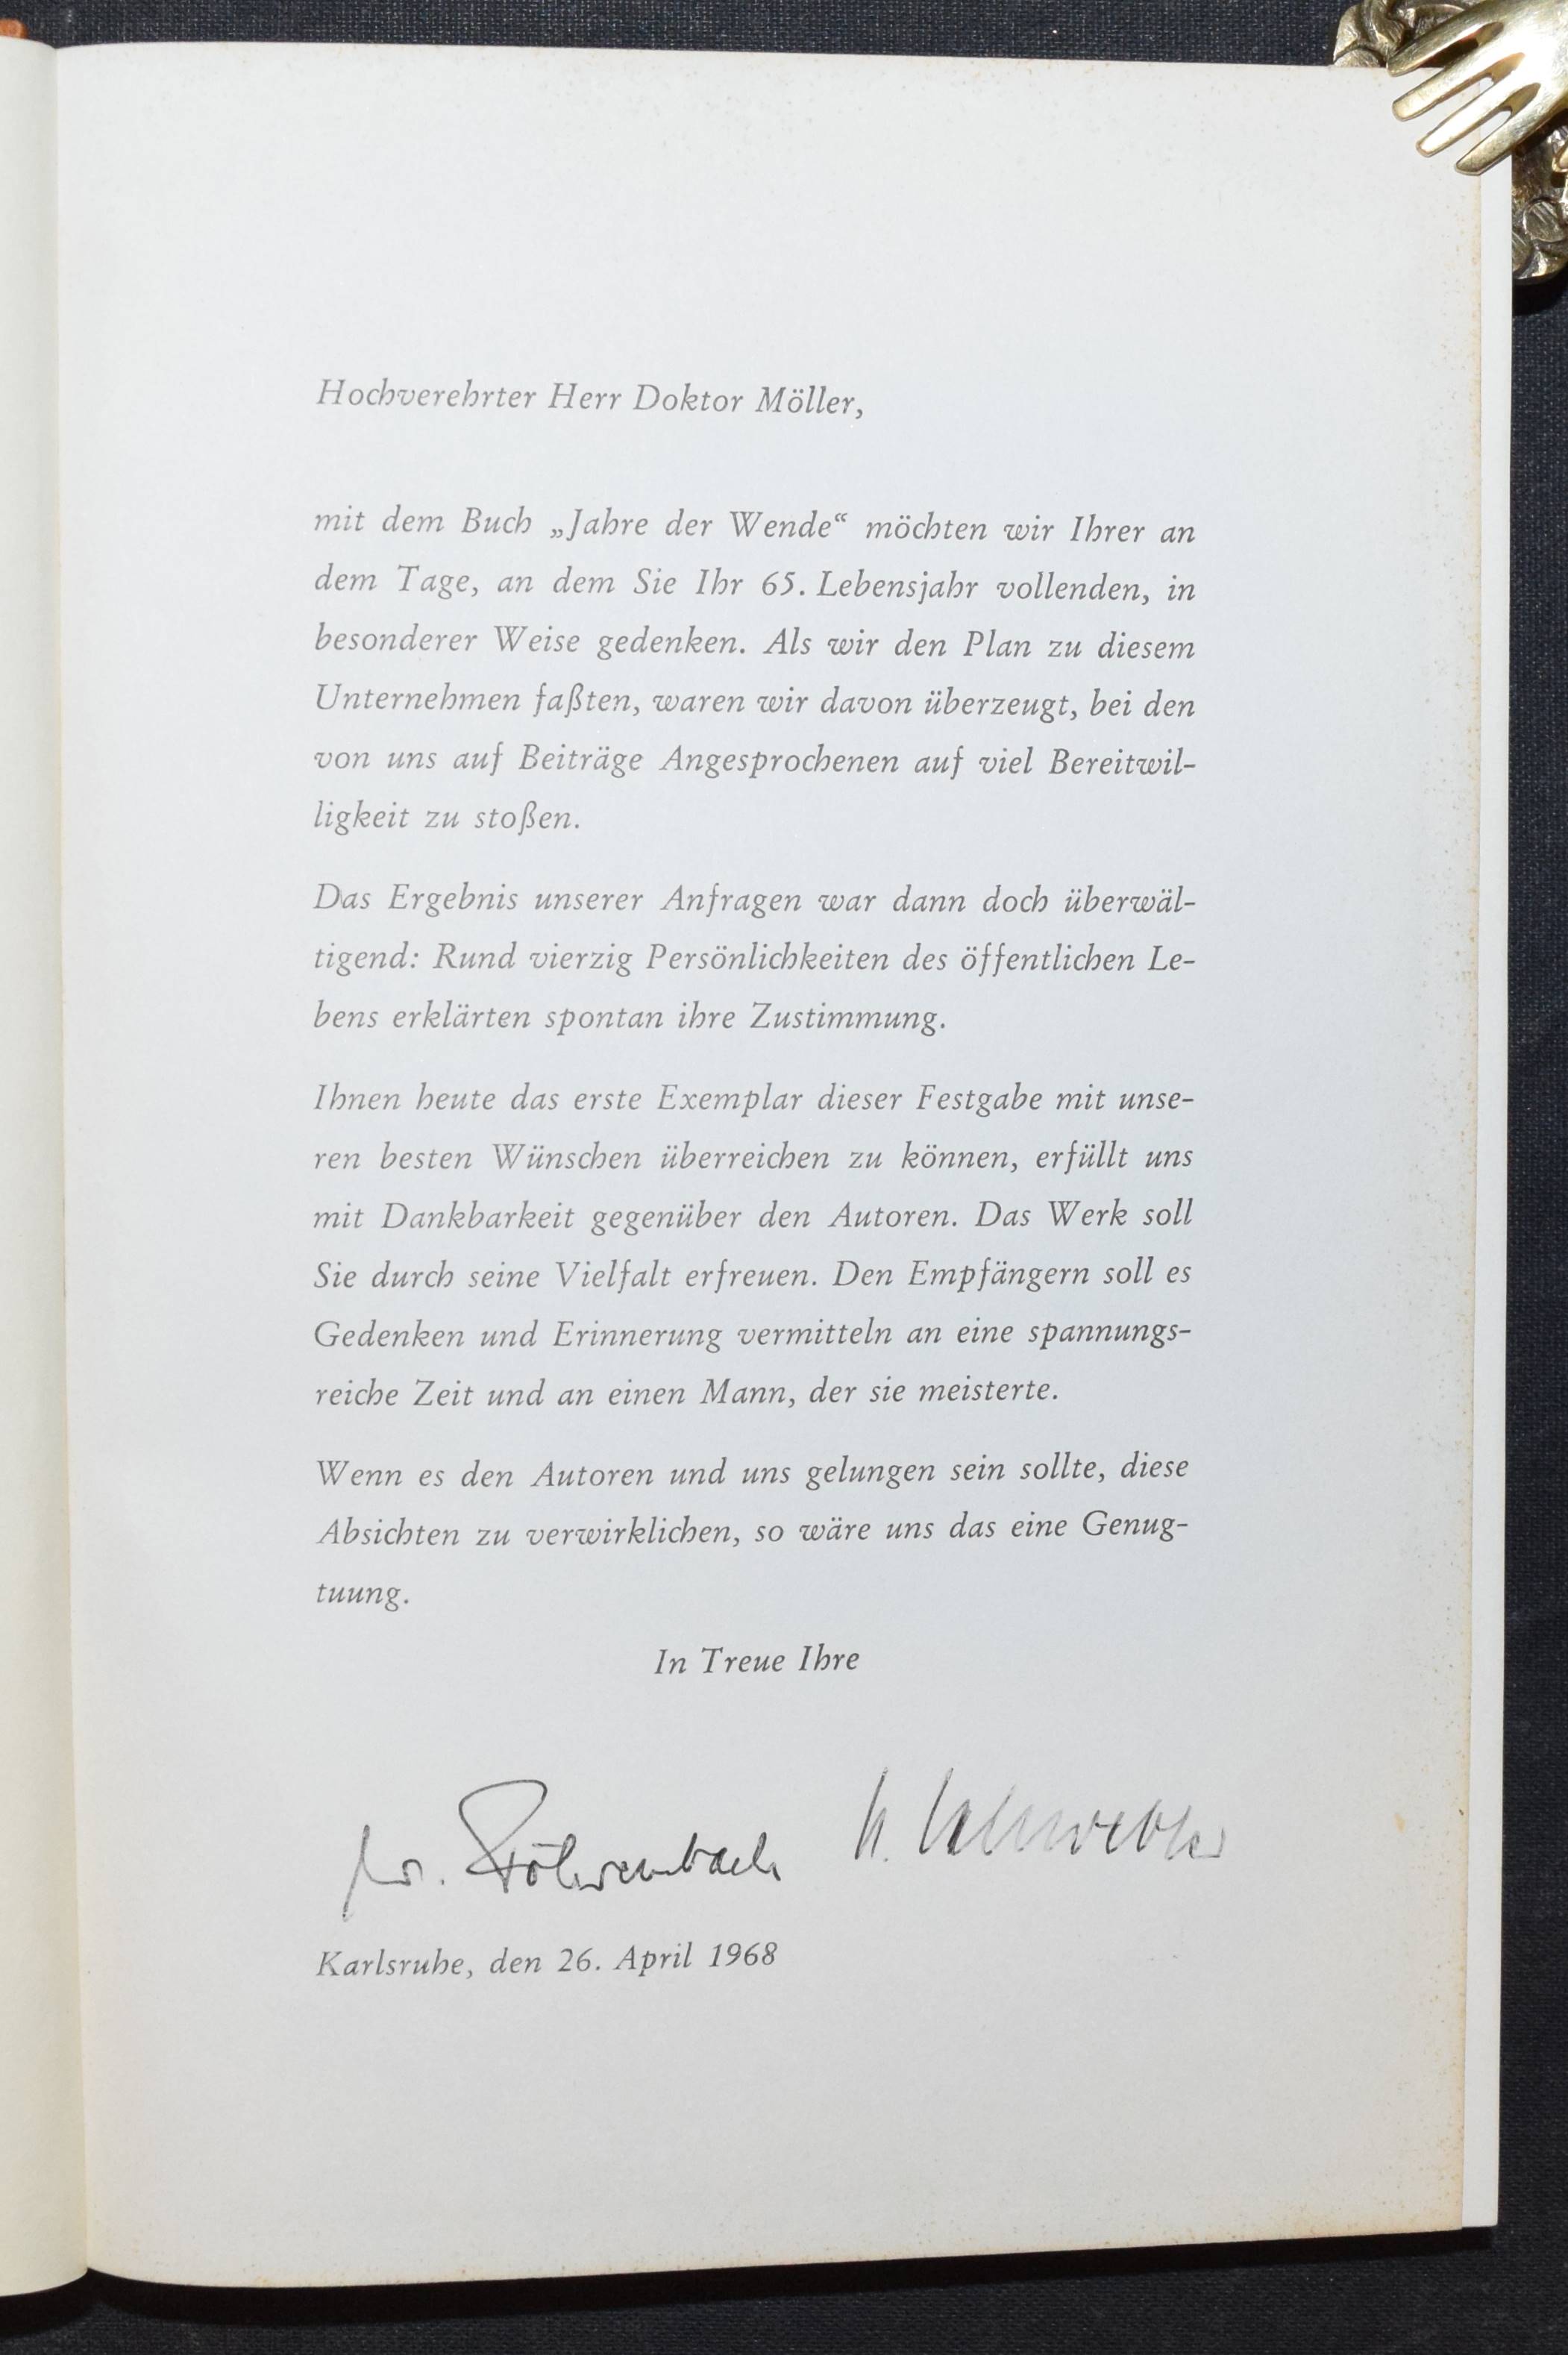 Hochverehrter Herr Doktor Möller,
mit dem Buch „Jahre der Wende“ möchten wir Ihrer an
dem Tage, an dem Sie Ihr 65. Lebensjahr vollenden, in
besonderer Weise gedenken. Als wir den Plan zu diesem
Unternehmen faßten, waren wir davon überzeugt, bei den
von uns auf Beiträge Angesprochenen auf viel Bereitwil-
ligkeit zu stoßen.
Das Ergebnis unserer Anfragen war dann doch überwäl-
tigend: Rund vierzig Persönlichkeiten des öffentlichen Le-
bens erklärten spontan ihre Zustimmung.
Ihnen heute das erste Exemplar dieser Festgabe mit unse-
ren besten Wünschen überreichen zu können, erfüllt uns
mit Dankbarkeit gegenüber den Autoren. Das Werk soll
Sie durch seine Vielfalt erfreuen. Den Empfängern soll es
Gedenken und Erinnerung vermitteln an eine spannungs-
reiche Zeit und an einen Mann, der sie meisterte.
Wenn es den Autoren und uns gelungen sein sollte, diese
Absichten zu verwirklichen, so wäre uns das eine Genug-
tuung.
In Treue Ihre
Karlsruhe, den 26. April 1968